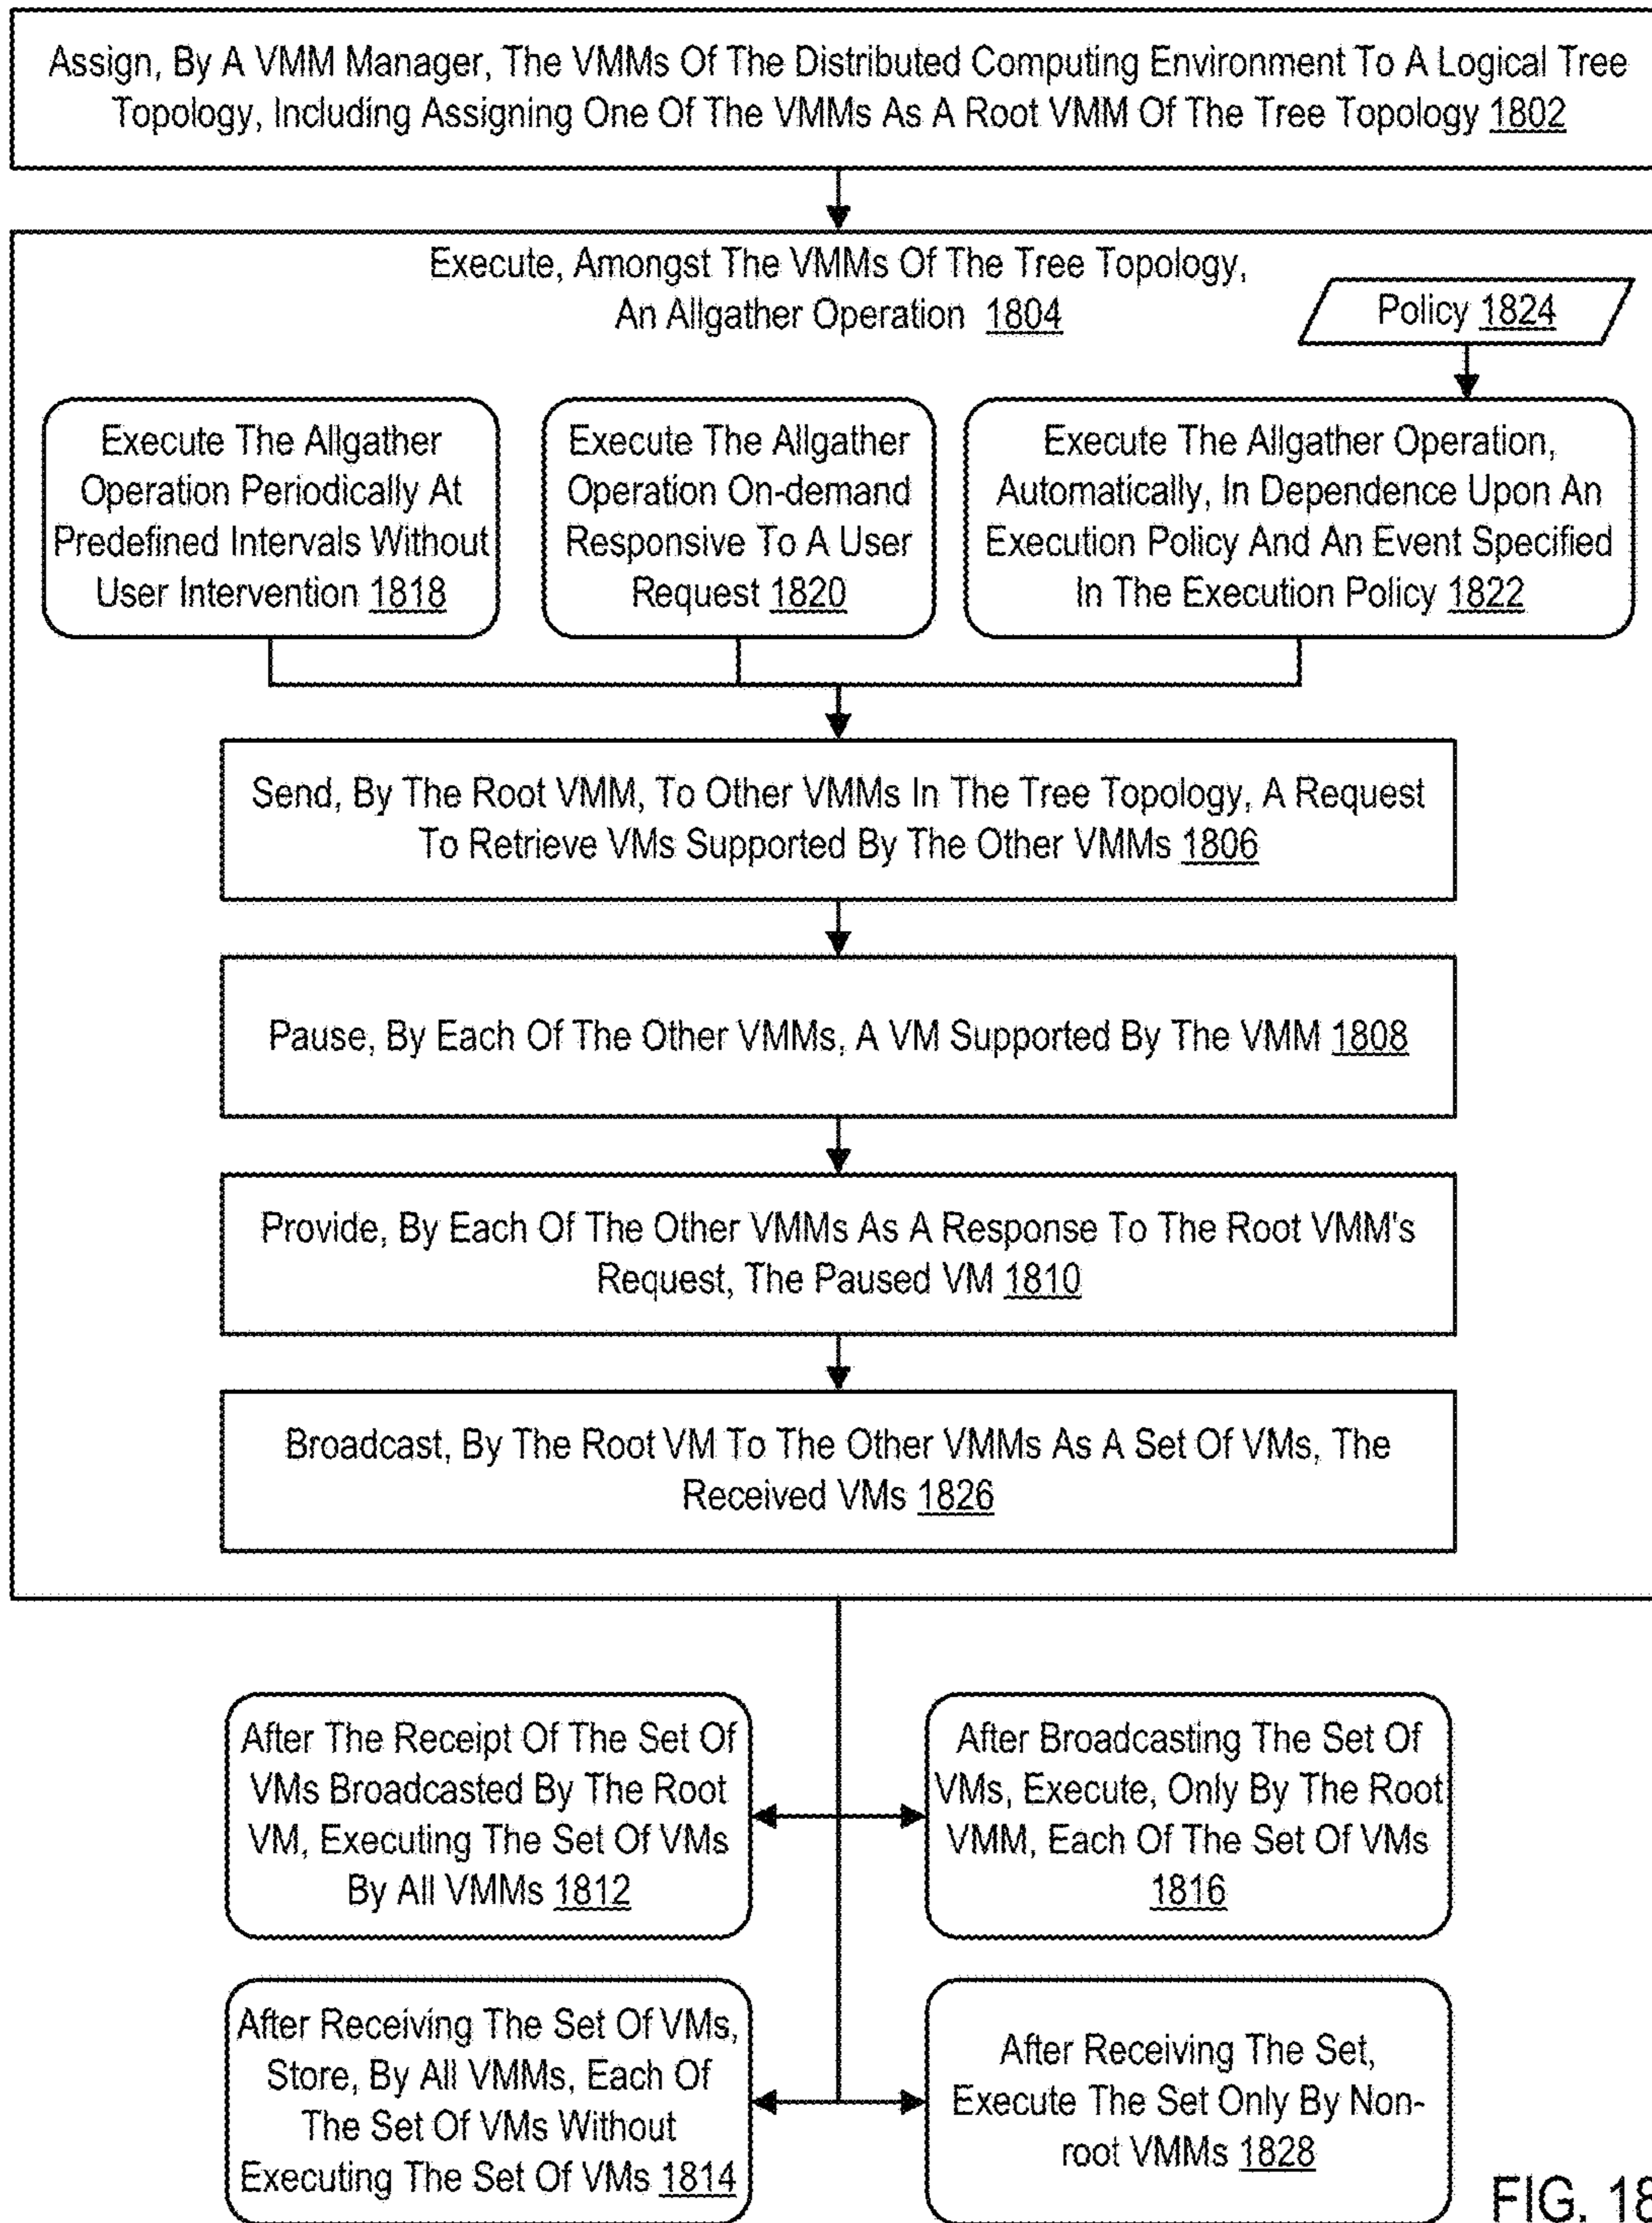 Assign, By A VMM Manager, The VMMs Of The Distributed Computing Environment To A Logical Tree
Topology, Including Assigning One Of The VMMs As A Root VMM Of The Tree Topology 1802
Execute, Amongst The VMMs Of The Tree Topology,
An Allgather Operation 1804
Policy 1824
Execute The Allgather
Operation Periodically At
Predefined Intervals Without
User Intervention 1818
Execute The Allgather
Operation On-demand
Responsive To A User
Request 1820
Execute The Allgather Operation,
Automatically, In Dependence Upon An
Execution Policy And An Event Specified
In The Execution Policy 1822
Send, By The Root VMM, To Other VMMs In The Tree Topology, A Request
To Retrieve VMs Supported By The Other VMMs 1806
Pause, By Each Of The Other VMMs, A VM Supported By The VMM 1808
Provide, By Each Of The Other VMMs As A Response To The Root VMM's
Request, The Paused VM 1810
Broadcast, By The Root VM To The Other VMMs As A Set Of VMs, The
Received VMs 1826
After The Receipt Of The Set Of
VMs Broadcasted By The Root
VM, Executing The Set Of VMs
By All VMMs 1812
After Broadcasting The Set Of
VMs, Execute, Only By The Root
VMM, Each Of The Set Of VMs
1816
After Receiving The Set Of VMs,
Store, By All VMMs, Each Of
The Set Of VMs Without
Executing The Set Of VMs 1814
After Receiving The Set,
Execute The Set Only By Non-
root VMMs 1828
FIG. 18